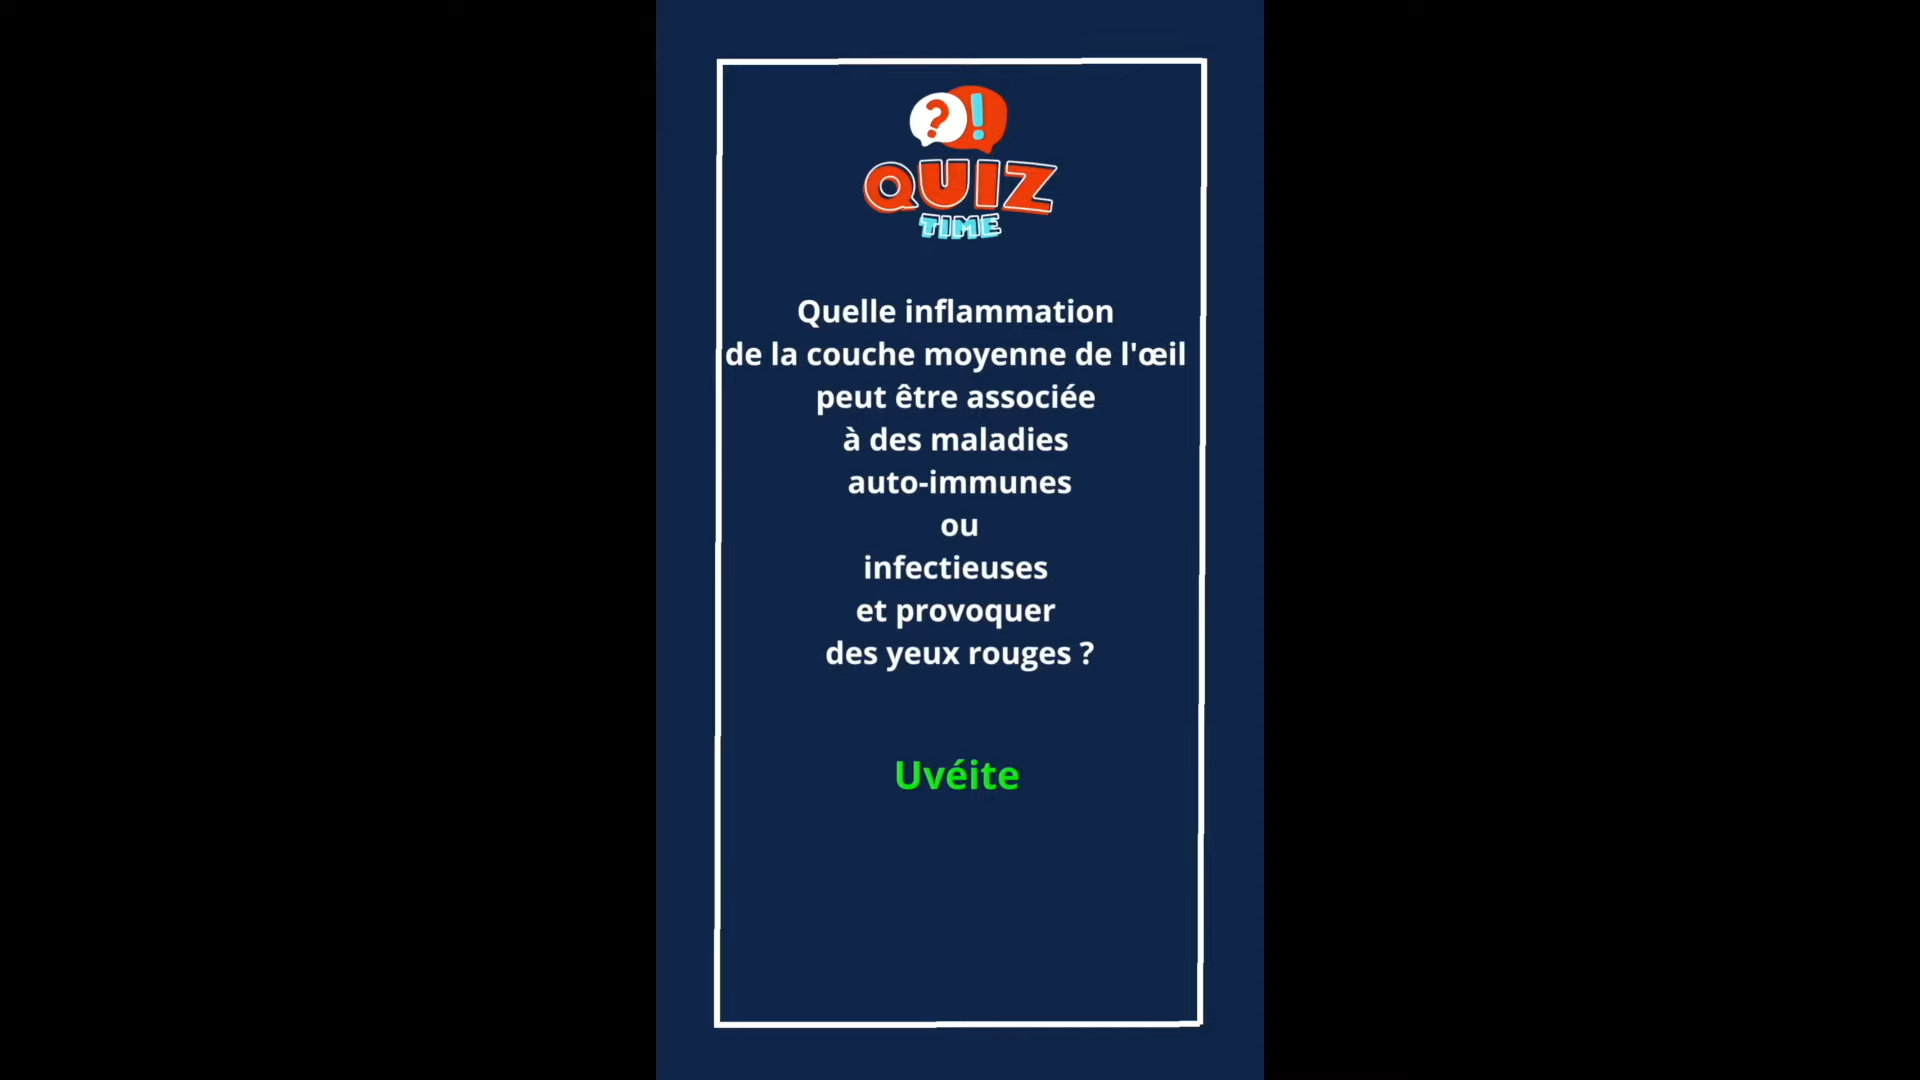 ?!
QUIZ
TIME
Quelle inflammation
de la couche moyenne de l'œil
peut être associée
à des maladies
auto-immunes
ou
infectieuses
et provoquer
des yeux rouges ?
Uvéite